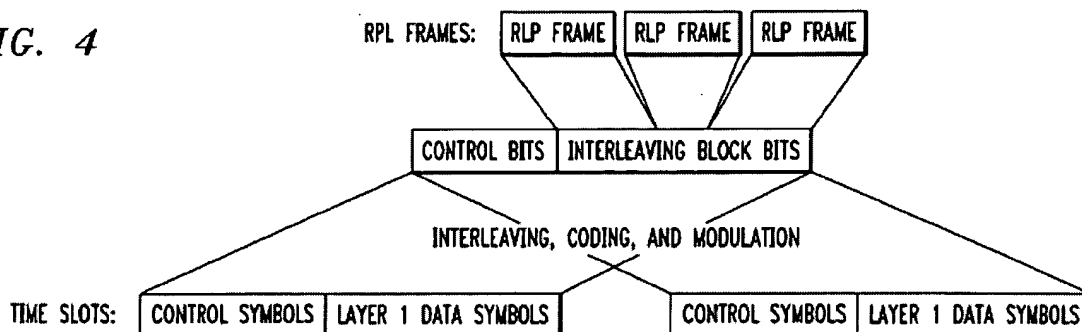 IG. 4
RPL FRAMES: RLP FRAME RLP FRAME RLP FRAME
CONTROL BITS INTERLEAVING BLOCK BITS
INTERLEAVING, CODING, AND MODULATION
TIME SLOTS: CONTROL SYMBOLS LAYER 1 DATA SYMBOLS CONTROL SYMBOLS LAYER 1 DATA SYMBOLS